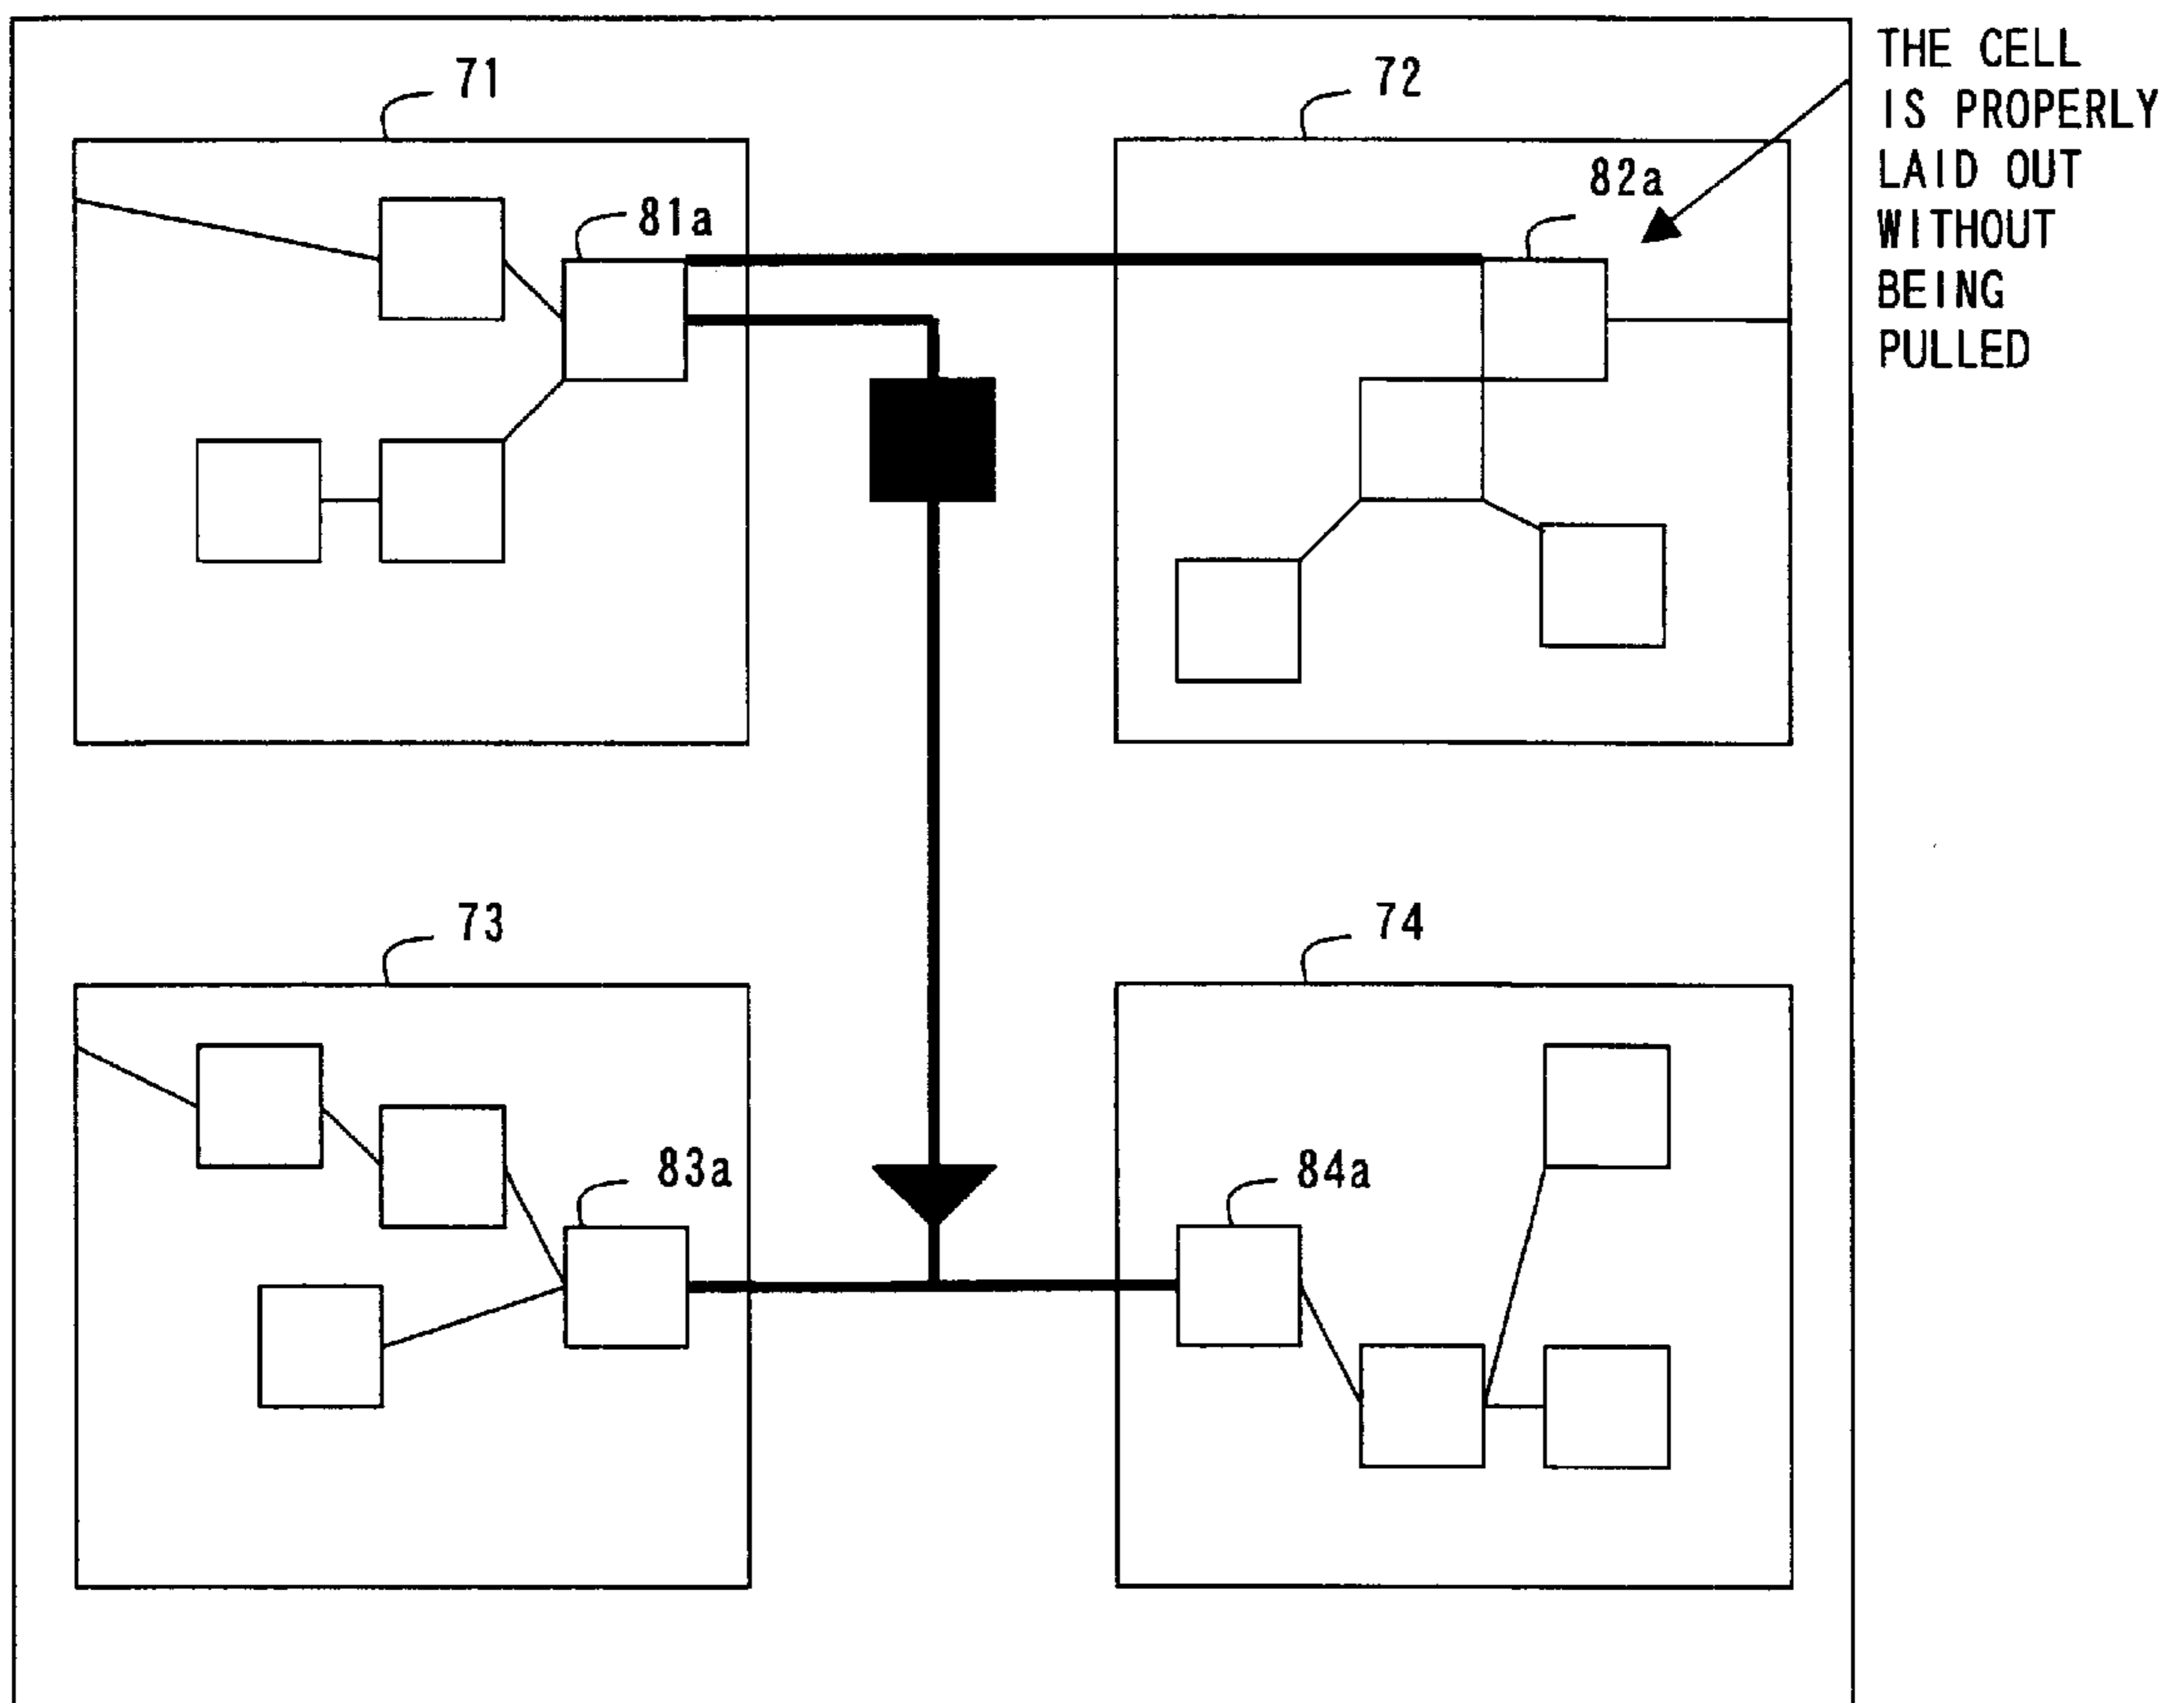 71
72
THE CELL
IS PROPERLY
LAID OUT
WITHOUT
BEING
PULLED
81a
82a
73
74
83a
84a